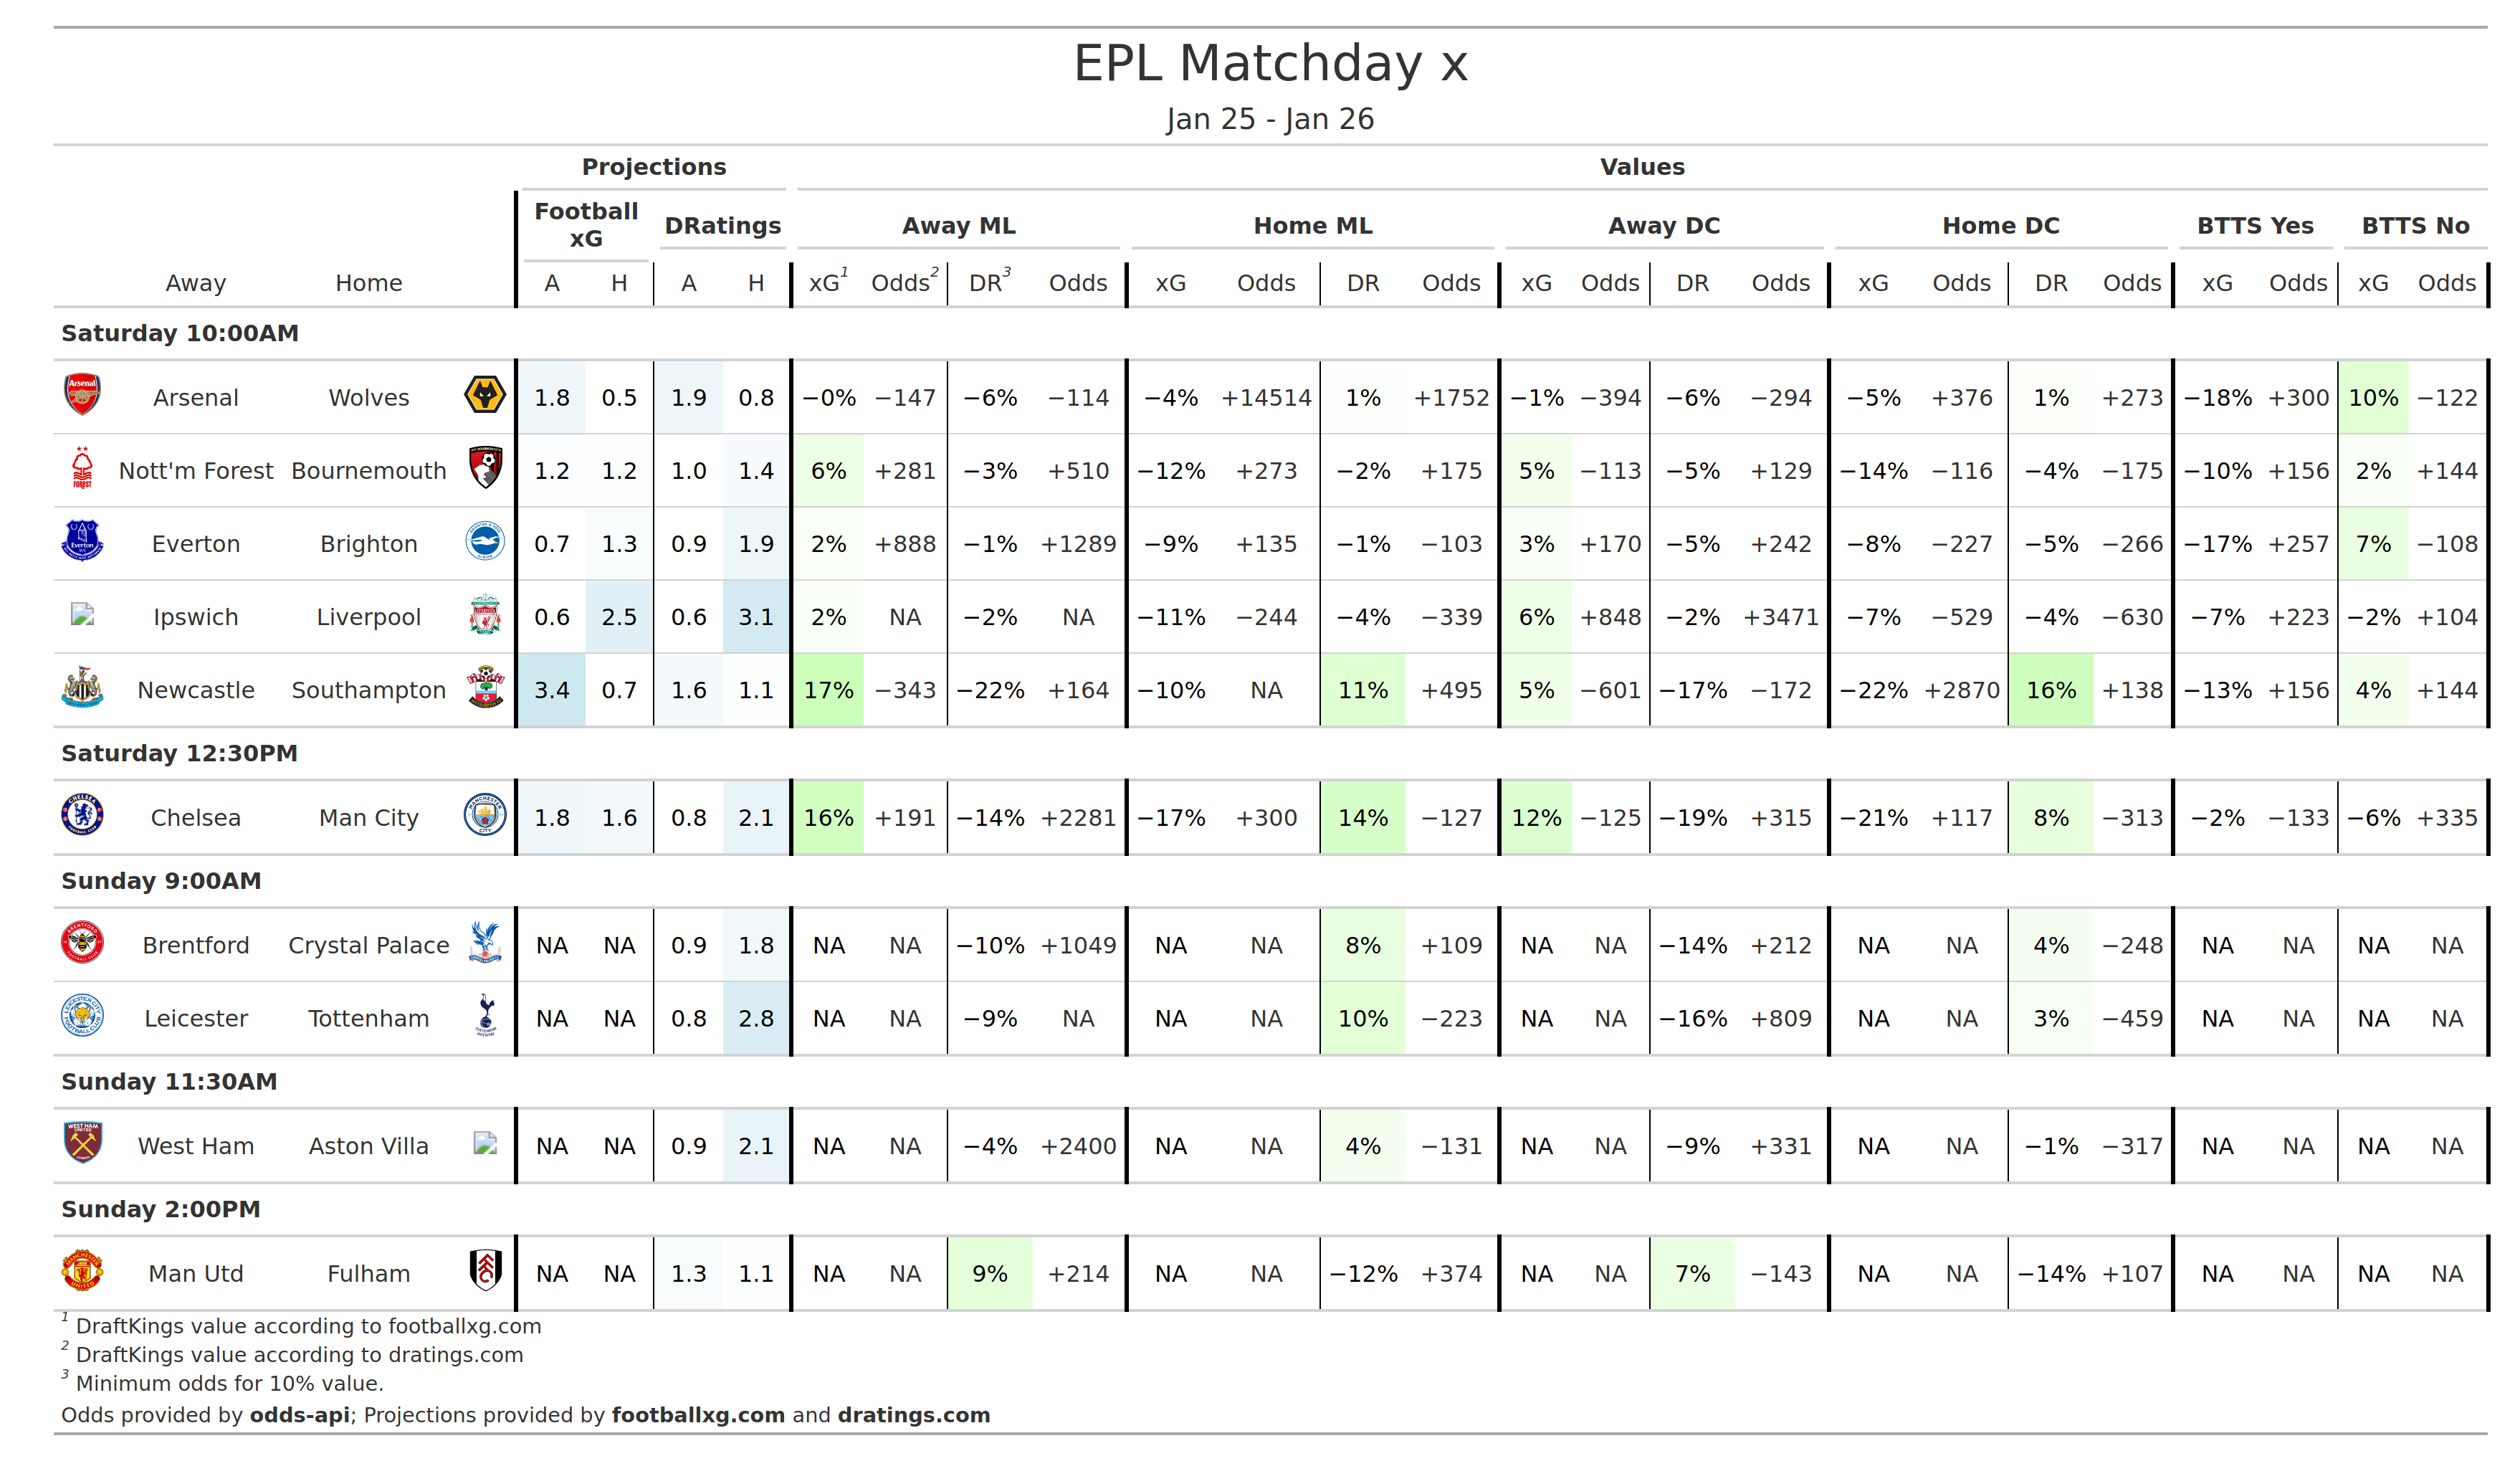 EPL Matchday x
Jan 25 - Jan 26
Projections Values
Football xG DRatings Away ML Home ML Away DC Home DC BTTS Yes BTTS No
Away Home A H A H xG1 Odds2 DR3 Odds xG Odds DR Odds xG Odds DR Odds xG Odds DR Odds xG Odds xG Odds
Saturday 10:00AM
Arsenal Wolves 1.8 0.5 1.9 0.8 −0% −147 −6% −114 −4% +14514 1% +1752 −1% −394 −6% −294 −5% +376 1% +273 −18% +300 10% −122
Nott'm Forest Bournemouth 1.2 1.2 1.0 1.4 6% +281 −3% +510 −12% +273 −2% +175 5% −113 −5% +129 −14% −116 −4% −175 −10% +156 2% +144
Everton Brighton 0.7 1.3 0.9 1.9 2% +888 −1% +1289 −9% +135 −1% −103 3% +170 −5% +242 −8% −227 −5% −266 −17% +257 7% −108
Ipswich Liverpool 0.6 2.5 0.6 3.1 2% NA −2% NA −11% −244 −4% −339 6% +848 −2% +3471 −7% −529 −4% −630 −7% +223 −2% +104
Newcastle Southampton 3.4 0.7 1.6 1.1 17% −343 −22% +164 −10% NA 11% +495 5% −601 −17% −172 −22% +2870 16% +138 −13% +156 4% +144
Saturday 12:30PM
Chelsea Man City 1.8 1.6 0.8 2.1 16% +191 −14% +2281 −17% +300 14% −127 12% −125 −19% +315 −21% +117 8% −313 −2% −133 −6% +335
Sunday 9:00AM
Brentford Crystal Palace NA NA 0.9 1.8 NA NA −10% +1049 NA NA 8% +109 NA NA −14% +212 NA NA 4% −248 NA NA NA NA
Leicester Tottenham NA NA 0.8 2.8 NA NA −9% NA NA NA 10% −223 NA NA −16% +809 NA NA 3% −459 NA NA NA NA
Sunday 11:30AM
West Ham Aston Villa NA NA 0.9 2.1 NA NA −4% +2400 NA NA 4% −131 NA NA −9% +331 NA NA −1% −317 NA NA NA NA
Sunday 2:00PM
Man Utd Fulham NA NA 1.3 1.1 NA NA 9% +214 NA NA −12% +374 NA NA 7% −143 NA NA −14% +107 NA NA NA NA
1 DraftKings value according to footballxg.com
2 DraftKings value according to dratings.com
3 Minimum odds for 10% value.
Odds provided by odds-api; Projections provided by footballxg.com and dratings.com